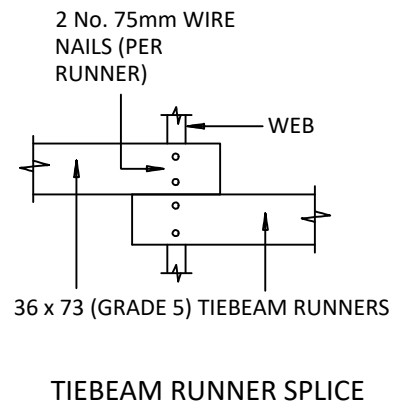 2 No. 75mm WIRE
NAILS (PER
RUNNER)
WEB
36 x 73 (GRADE 5) TIEBEAM RUNNERS
TIEBEAM RUNNER SPLICE